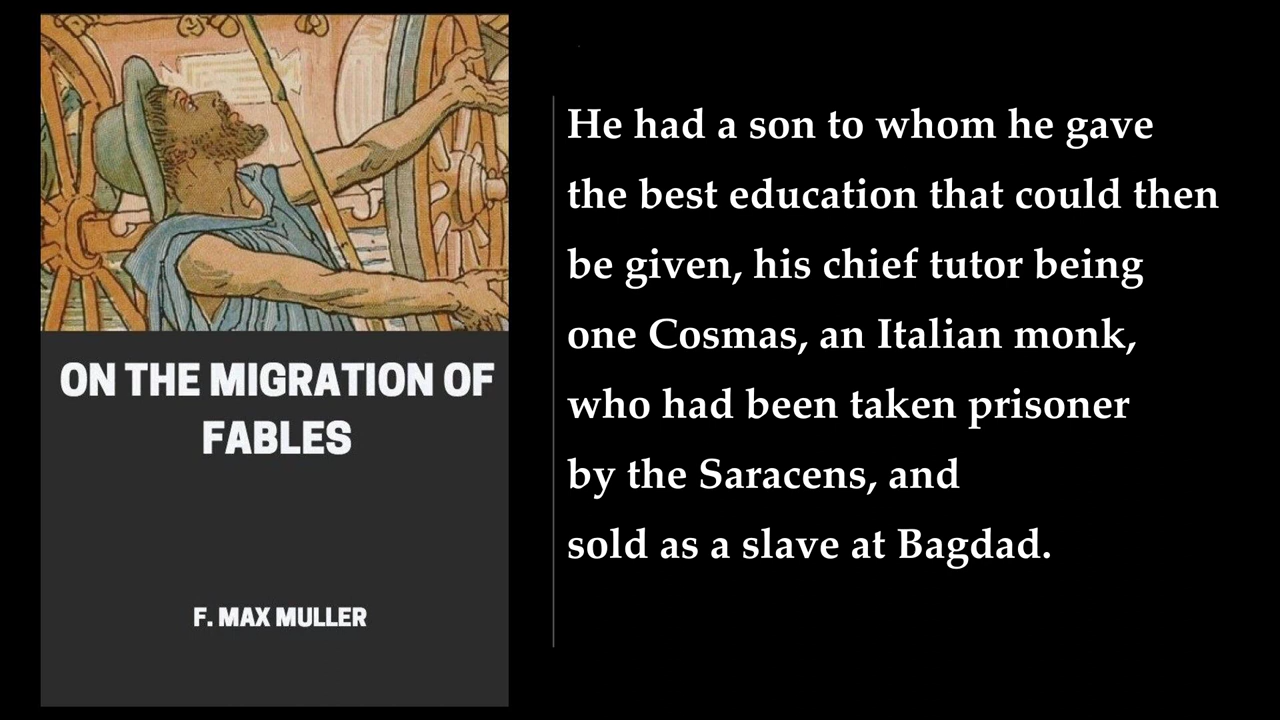 ON THE MIGRATION OF
FABLES
F. MAX MULLER
He had a son to whom he gave
the best education that could then
be given, his chief tutor being
one Cosmas, an Italian monk,
who had been taken prisoner
by the Saracens, and
sold as a slave at Bagdad.